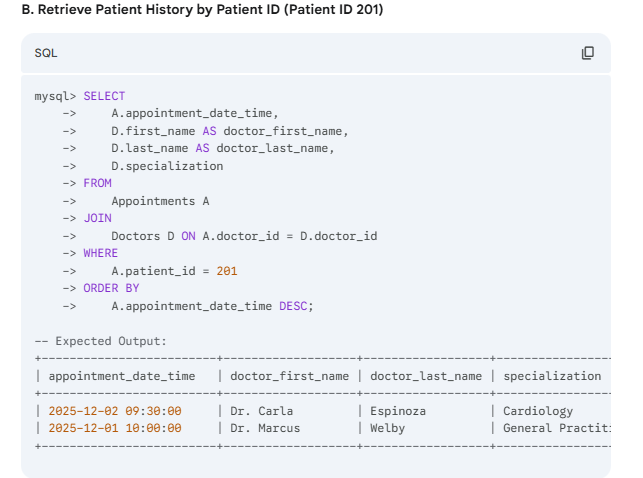 B. Retrieve Patient History by Patient ID (Patient ID 201)
SQL
mysql> SELECT
    ->     A.appointment_date_time,
    ->     D.first_name AS doctor_first_name,
    ->     D.last_name AS doctor_last_name,
    ->     D.specialization
    -> FROM
    ->     Appointments A
    -> JOIN
    ->     Doctors D ON A.doctor_id = D.doctor_id
    -> WHERE
    ->     A.patient_id = 201
    -> ORDER BY
    ->     A.appointment_date_time DESC;
-- Expected Output:
+-----------------------+-------------------+------------------+----------------
| appointment_date_time | doctor_first_name | doctor_last_name | specialization
+-----------------------+-------------------+------------------+----------------
| 2025-12-02 09:30:00 | Dr. Carla | Espinoza | Cardiology
| 2025-12-01 10:00:00 | Dr. Marcus | Welby | General Practit
+-----------------------+-------------------+------------------+----------------